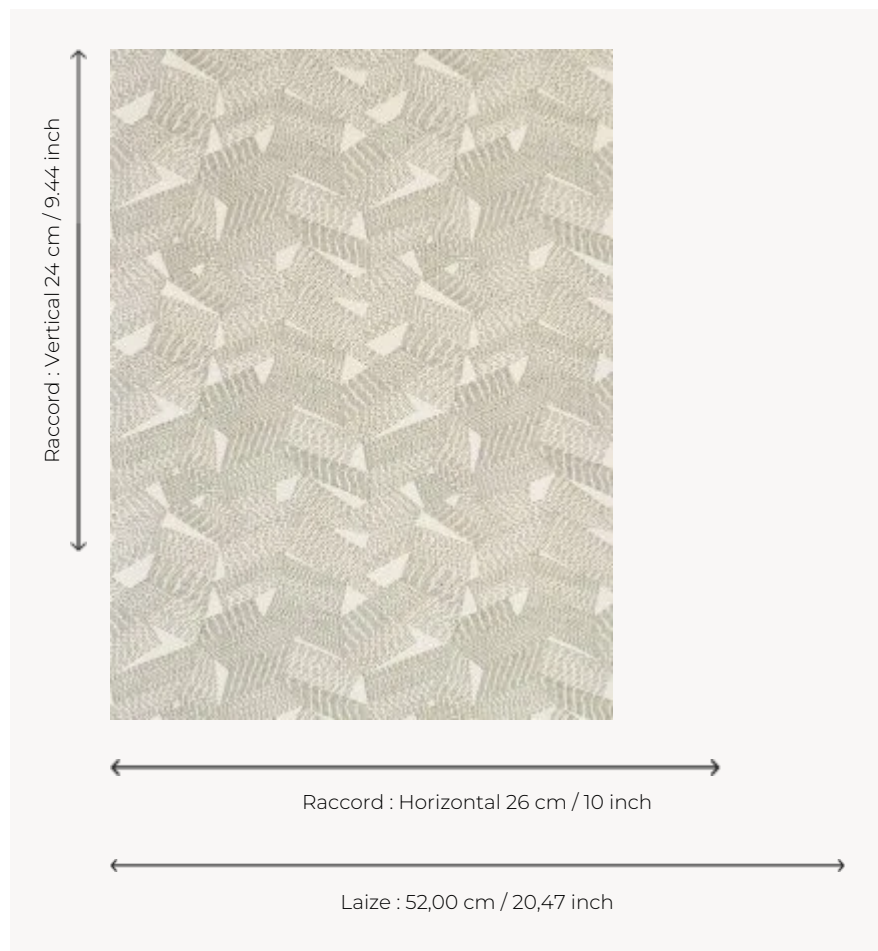 Raccord : Vertical 24 cm / 9.44 inch
Raccord : Horizontal 26 cm / 10 inch
Laize : 52,00 cm / 20,47 inch